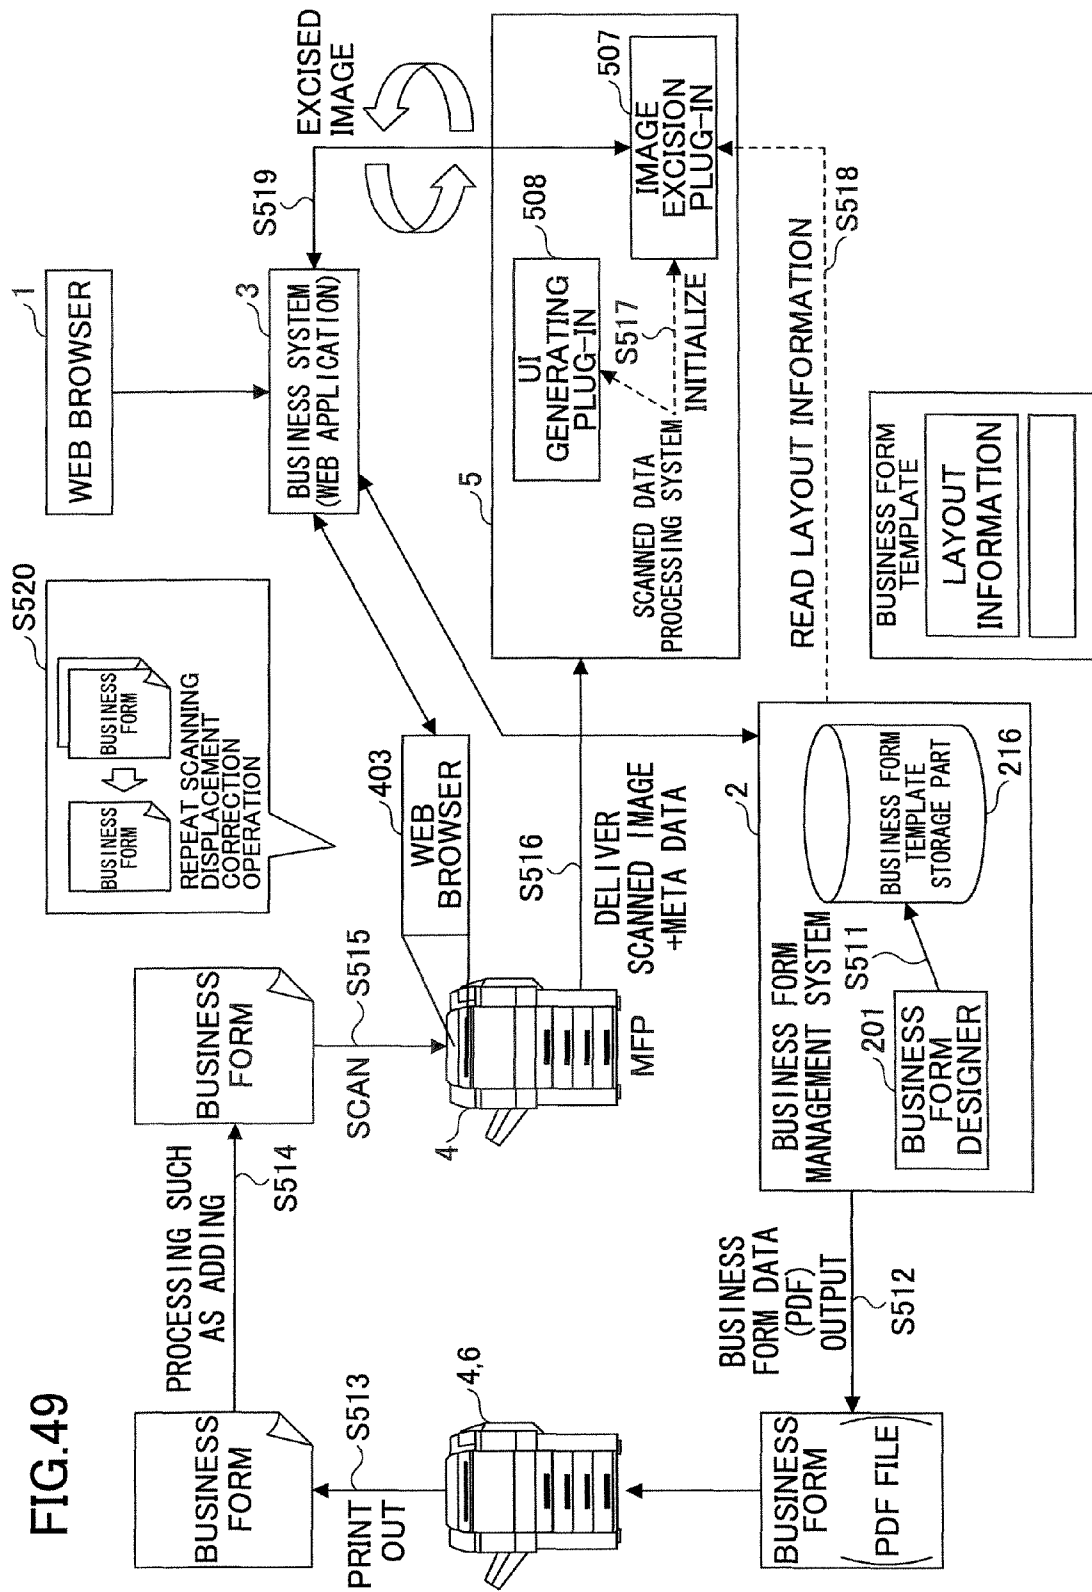 FIG.49
BUSINESS
FORM
PROCESSING SUCH
AS ADDING
S514
BUSINESS
FORM
PRINT
OUT
S513
SCAN
S515
4,6
4
MFP
BUSINESS
FORM
(PDF FILE)
BUSINESS
FORM DATA
(PDF)
OUTPUT
S512
S520
BUSINESS
FORM
BUSINESS
FORM
REPEAT SCANNING
DISPLACEMENT
CORRECTION
OPERATION
403
WEB
BROWSER
S516
DELIVER
SCANNED IMAGE
+META DATA
2
BUSINESS FORM
MANAGEMENT SYSTEM
201
BUSINESS
FORM
DESIGNER
S511
BUSINESS FORM
TEMPLATE
STORAGE PART
216
1
WEB BROWSER
3
BUSINESS SYSTEM
(WEB APPLICATION)
S519
EXCISED
IMAGE
5
SCANNED DATA
PROCESSING SYSTEM
508
UI
GENERATING
PLUG-IN
S517
INITIALIZE
507
IMAGE
EXCISION
PLUG-IN
READ LAYOUT INFORMATION
S518
BUSINESS FORM
TEMPLATE
LAYOUT
INFORMATION